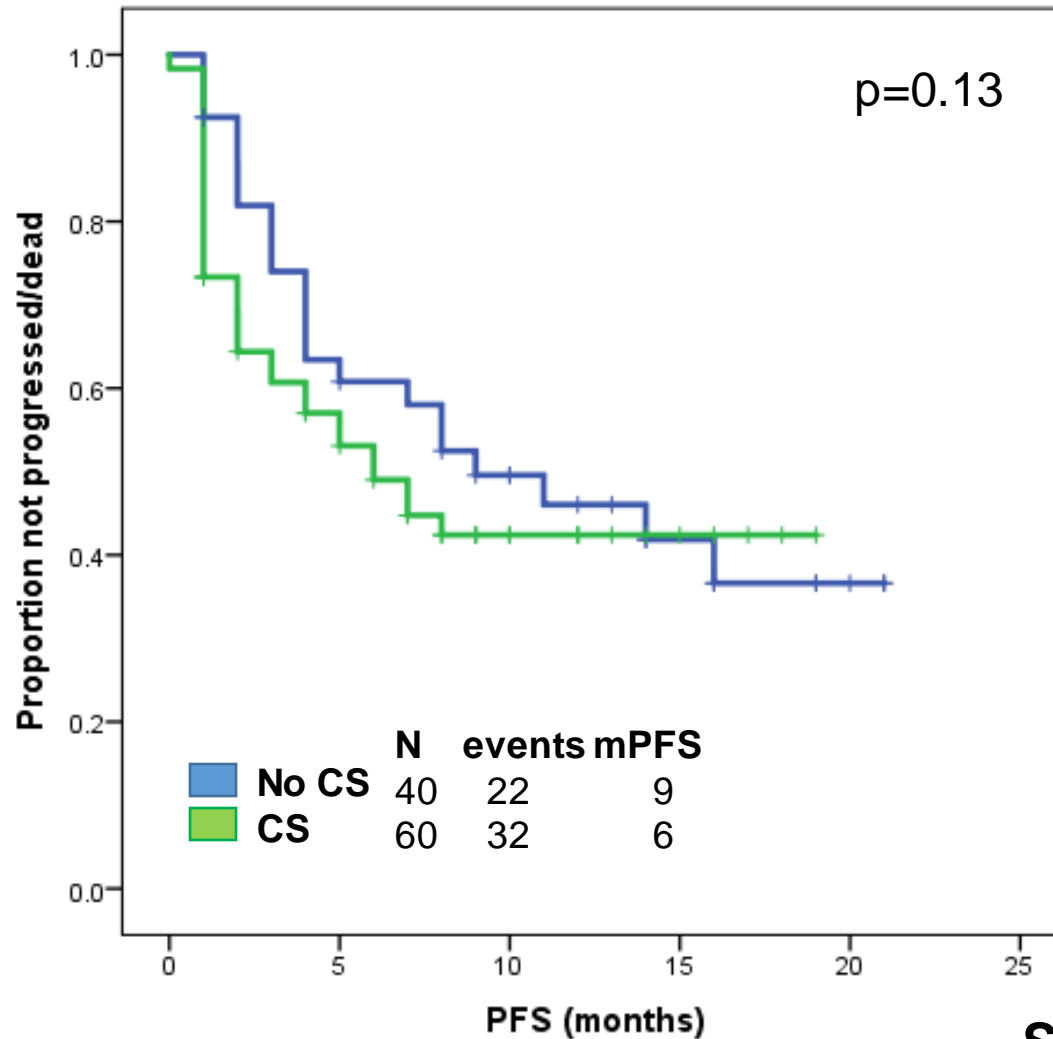 p=0.13
Proportion not progressed/dead
1.0
0.8
0.6
0.4
0.2
0.0
N events mPFS
No CS 40 22 9
CS 60 32 6
0 5 10 15 20 25
PFS (months)